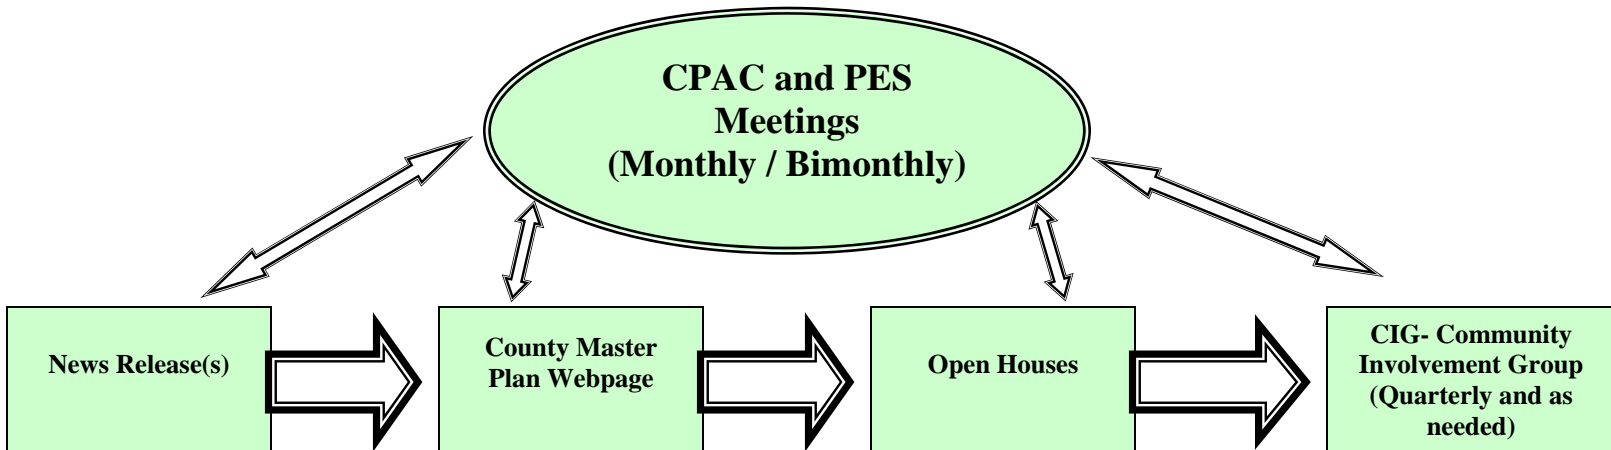 CPAC and PES
Meetings
(Monthly / Bimonthly)
News Release(s)
County Master
Plan Webpage
Open Houses
CIG- Community
Involvement Group
(Quarterly and as
needed)